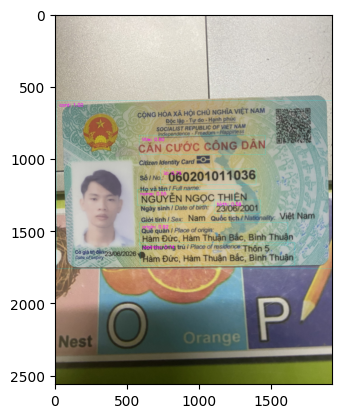 0
500
1000
1500
2000
2500
0
500
1000
1500
CỘNG HÒA XÃ HỘI CHỦ NGHĨA VIỆT NAM
Độc lập - Tự do - Hạnh phúc
SOCIALIST REPUBLIC OF VIET NAM
Independence - Freedom - Happiness
CĂN CƯỚC CÔNG DÂN
Citizen Identity Card
Số / No.: 060201011036
Họ và tên / Full name:
NGUYỄN NGỌC THIỆN
Ngày sinh / Date of birth: 23/06/2001
Giới tính / Sex: Nam Quốc tịch / Nationality: Việt Nam
Quê quán / Place of origin:
Hàm Đức, Hàm Thuận Bắc, Bình Thuận
Nơi thường trú / Place of residence: Thôn 5
Hàm Đức, Hàm Thuận Bắc, Bình Thuận
Có giá trị đến: 23/06/2026
Date of expiry
Nest
O
Orange
P